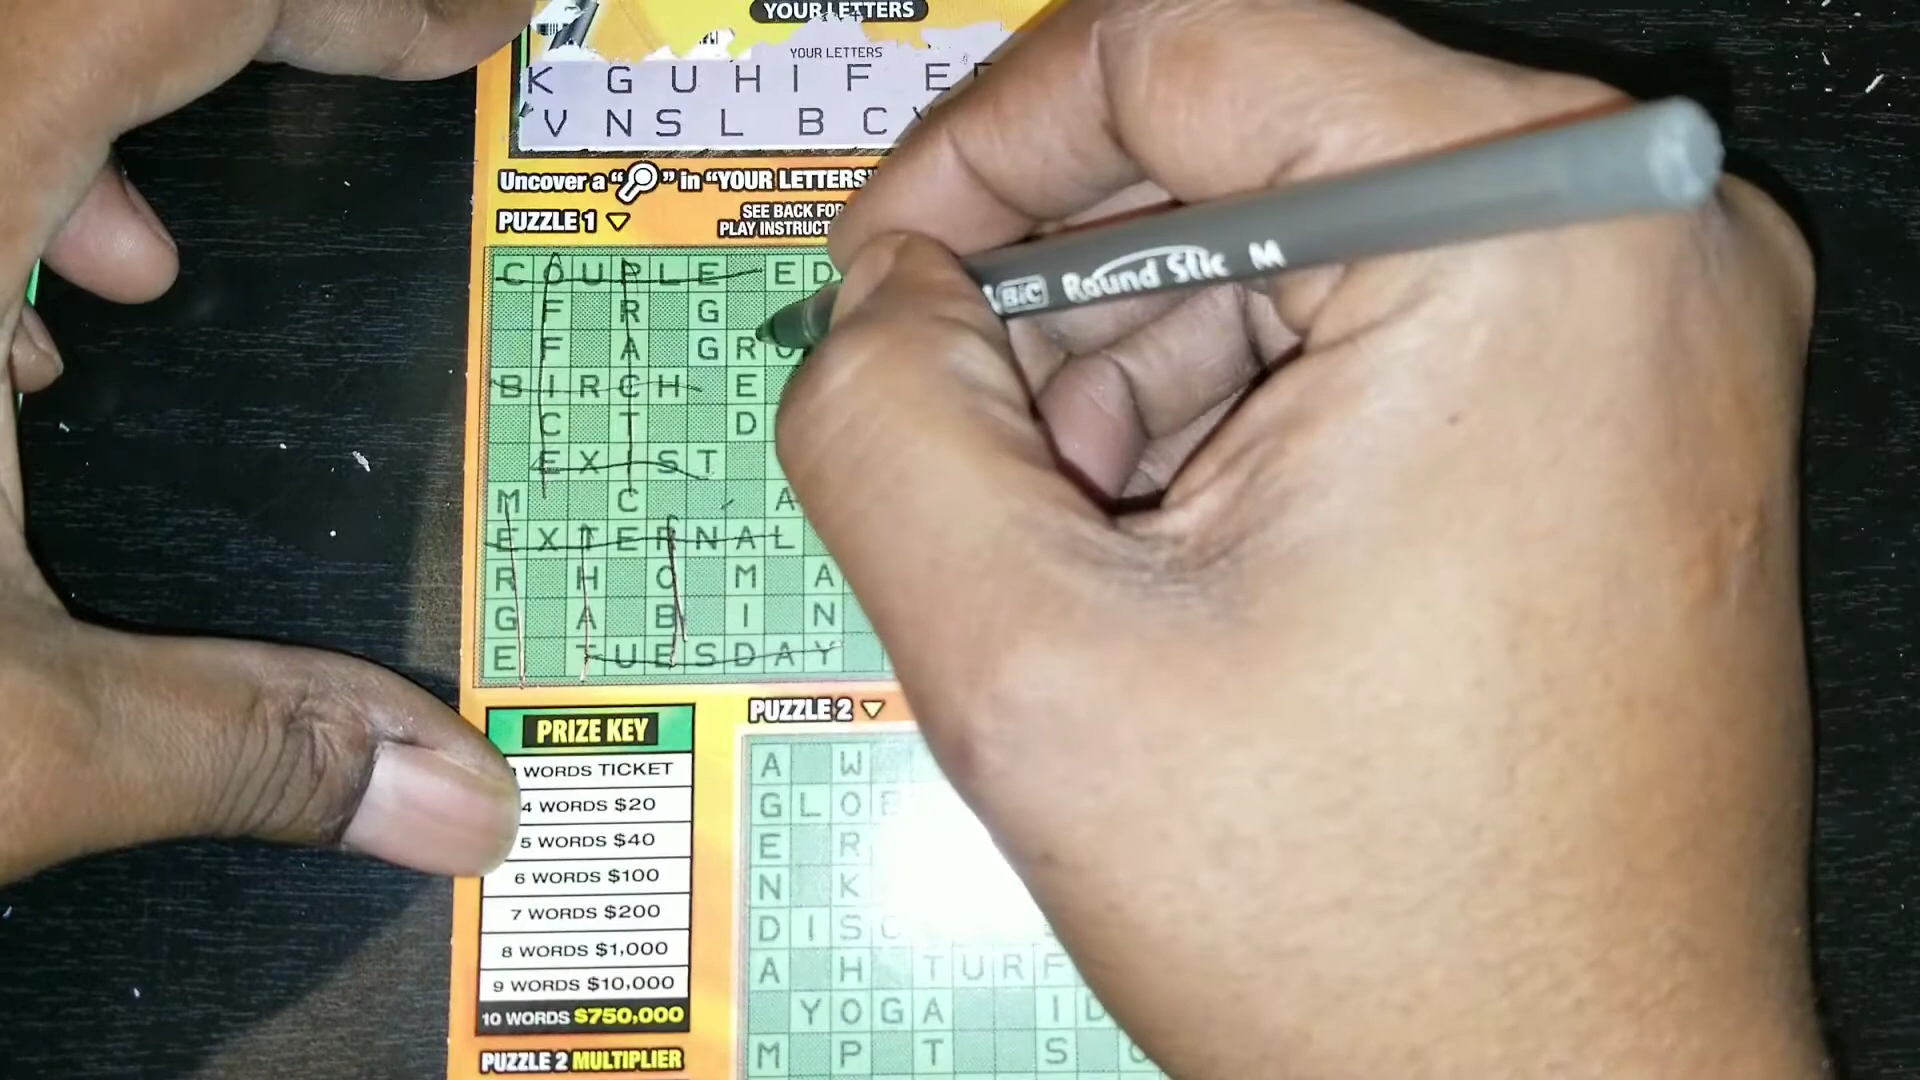 YOUR LETTERS
YOUR LETTERS
K G U H I F E
V N S L B C
Uncover a " " in "YOUR LETTERS"
PUZZLE 1
SEE BACK FOR
PLAY INSTRUCT
BIC Round Stic M
C O U P L E E D
F R G
F A G R O
B I R C H E
C T D
E X I S T
M C A
E X T E R N A L
R H O M A
G A B I N
E T U E S D A Y
PRIZE KEY
WORDS TICKET
4 WORDS $20
5 WORDS $40
6 WORDS $100
7 WORDS $200
8 WORDS $1,000
9 WORDS $10,000
10 WORDS $750,000
PUZZLE 2 MULTIPLIER
PUZZLE 2
A W
G L O B
E R
N K
D I S C
A H T U R F
Y O G A I D
M P T S